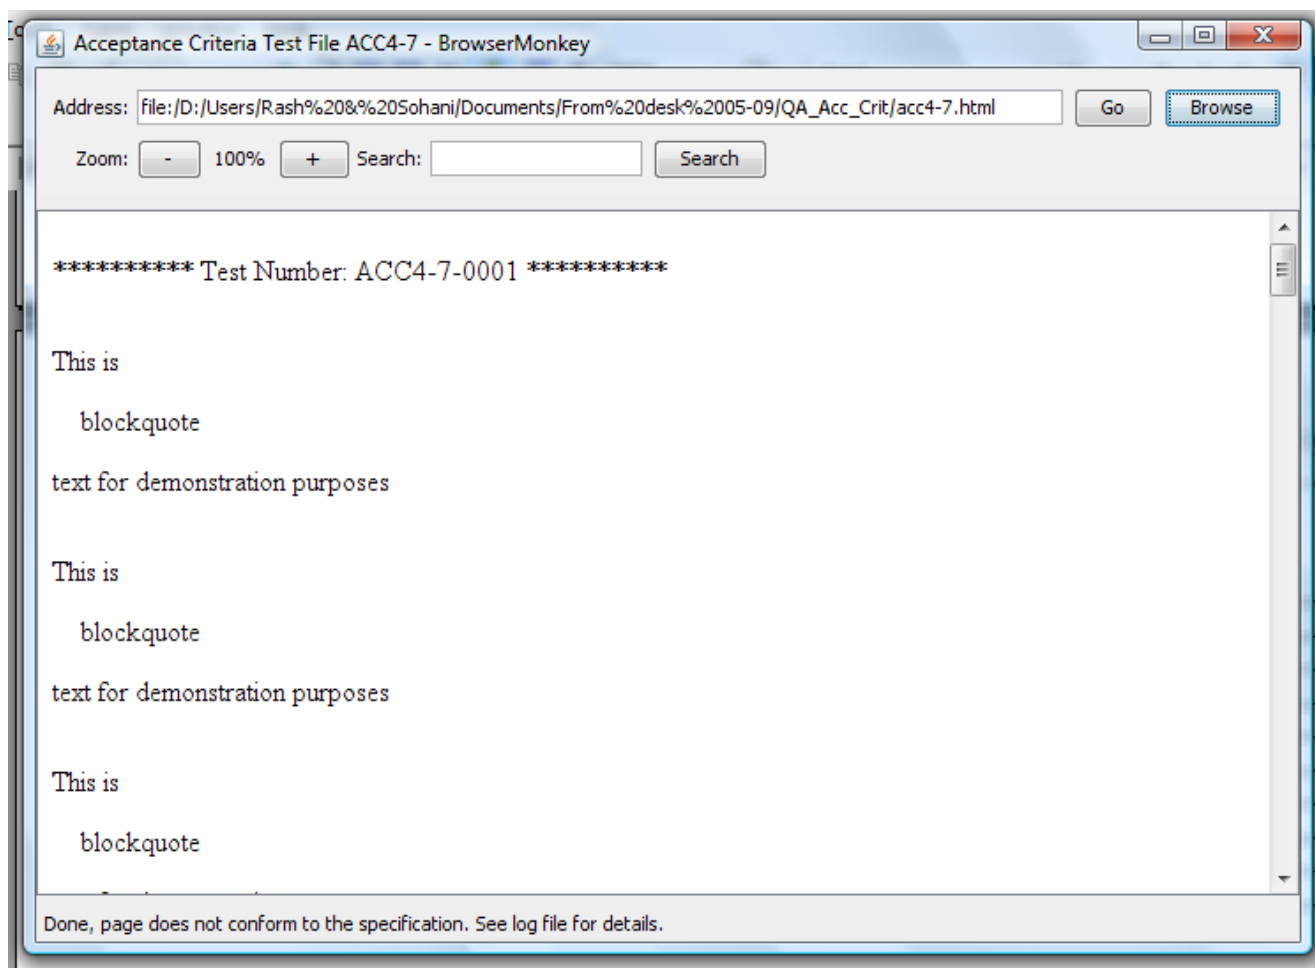 Acceptance Criteria Test File ACC4-7 - BrowserMonkey
Address: file:/D:/Users/Rash%20&%20Sohani/Documents/From%20desk%2005-09/QA_Acc_Crit/acc4-7.html Go Browse
Zoom: - 100% + Search: Search
********** Test Number: ACC4-7-0001 **********
This is
blockquote
text for demonstration purposes
This is
blockquote
text for demonstration purposes
This is
blockquote
Done, page does not conform to the specification. See log file for details.